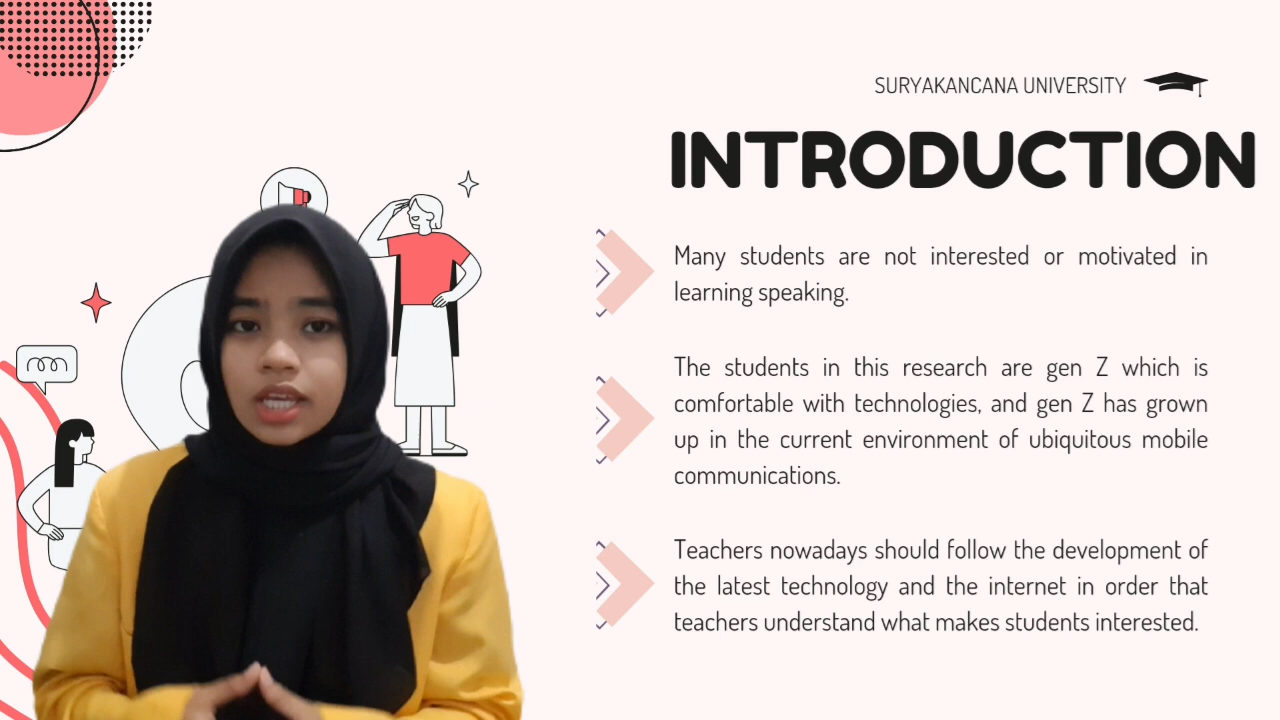 SURYAKANCANA UNIVERSITY
INTRODUCTION
Many students are not interested or motivated in
learning speaking.
The students in this research are gen Z which is
comfortable with technologies, and gen Z has grown
up in the current environment of ubiquitous mobile
communications.
Teachers nowadays should follow the development of
the latest technology and the internet in order that
teachers understand what makes students interested.